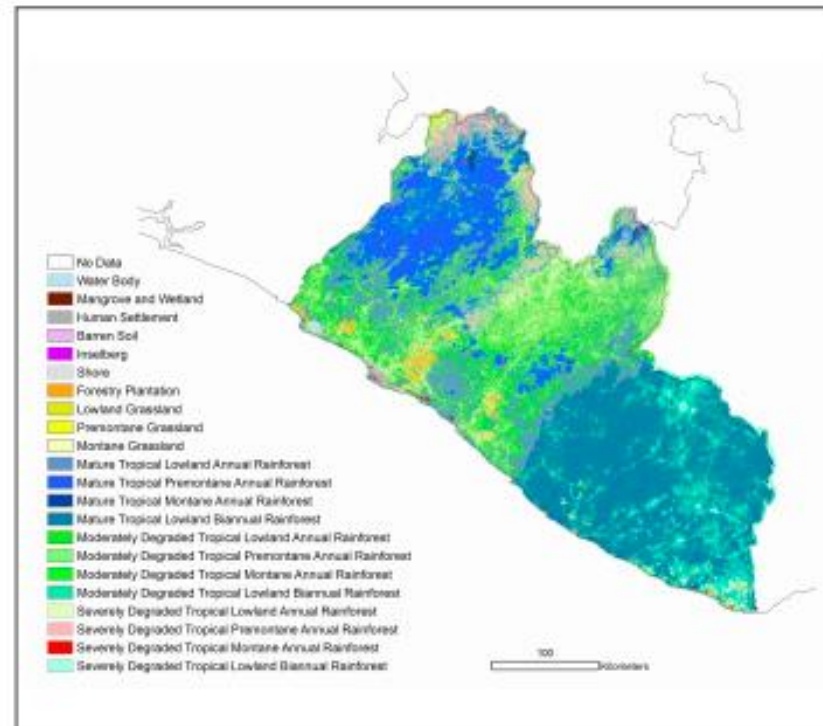 No Data
Water Body
Mangrove and Wetland
Human Settlement
Barren Soil
Inselberg
Shore
Forestry Plantation
Lowland Grassland
Premontane Grassland
Montane Grassland
Mature Tropical Lowland Annual Rainforest
Mature Tropical Premontane Annual Rainforest
Mature Tropical Montane Annual Rainforest
Mature Tropical Lowland Biannual Rainforest
Moderately Degraded Tropical Lowland Annual Rainforest
Moderately Degraded Tropical Premontane Annual Rainforest
Moderately Degraded Tropical Montane Annual Rainforest
Moderately Degraded Tropical Lowland Biannual Rainforest
Severely Degraded Tropical Lowland Annual Rainforest
Severely Degraded Tropical Premontane Annual Rainforest
Severely Degraded Tropical Montane Annual Rainforest
Severely Degraded Tropical Lowland Biannual Rainforest
100
Kilometers